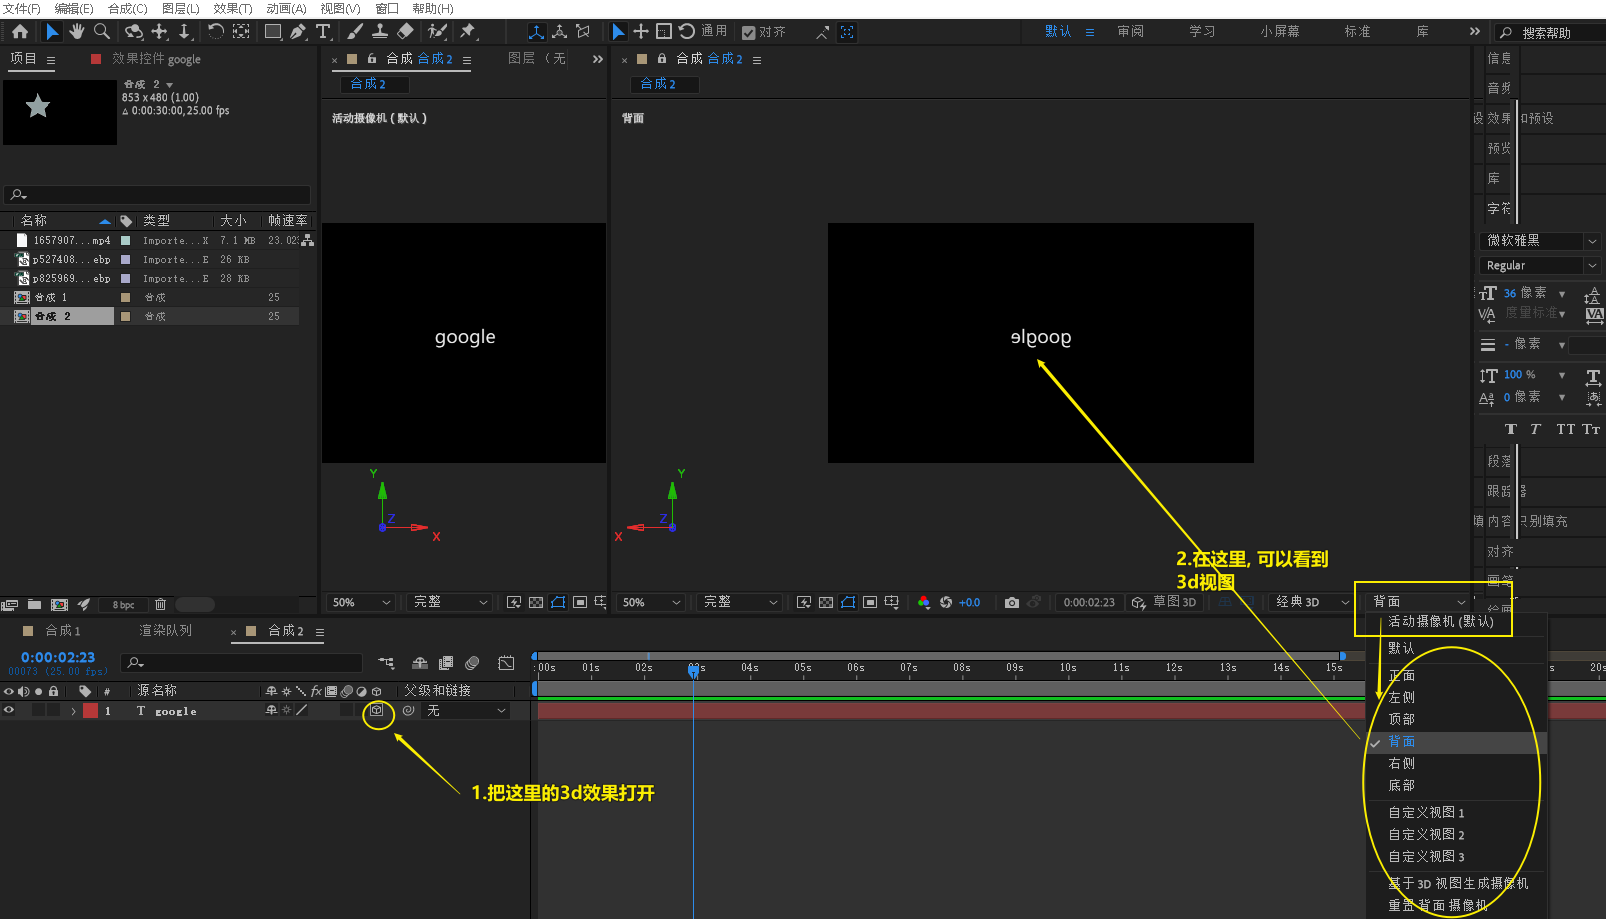 文件(F) 编辑(E) 合成(C) 图层(L) 效果(T) 动画(A) 视图(V) 窗口 帮助(H)
通用 对齐 默认 审阅 学习 小屏幕 标准 库 搜索帮助
项目 效果控件 google
合成 合成 2 图层 (无
合成 合成 2
合成 2
合成 2
信息
音频
效果和预设
预览
库
字符
合成 2
853 x 480 (1.00)
Δ 0:00:30:00, 25.00 fps
活动摄像机 (默认)
背面
名称 类型 大小 帧速率
1657907...mp4 Importe...X 7.1 MB 23.02
p527408...ebp Importe...E 26 KB
p825969...ebp Importe...E 28 KB
合成 1 合成 25
合成 2 合成 25
google
google
Y
Z
X
Y
Z
X
微软雅黑
Regular
36 像素
度量标准
- 像素
100 %
0 像素
T T TT Tt
段落
跟踪器
内容识别填充
对齐
画笔
绘画
2.在这里, 可以看到
3d视图
8 bpc
50% 完整
50% 完整 +0.0 0:00:02:23 草图 3D 经典 3D 背面
活动摄像机 (默认)
默认
正面
左侧
顶部
背面
右侧
底部
自定义视图 1
自定义视图 2
自定义视图 3
基于 3D 视图生成摄像机
重置 背面 摄像机
合成 1 渲染队列 合成 2
0:00:02:23
00073 (25.00 fps)
:00s 01s 02s 03s 04s 05s 06s 07s 08s 09s 10s 11s 12s 13s 14s 15s 20s
# 源名称 fx 父级和链接
1 T google 无
1.把这里的3d效果打开